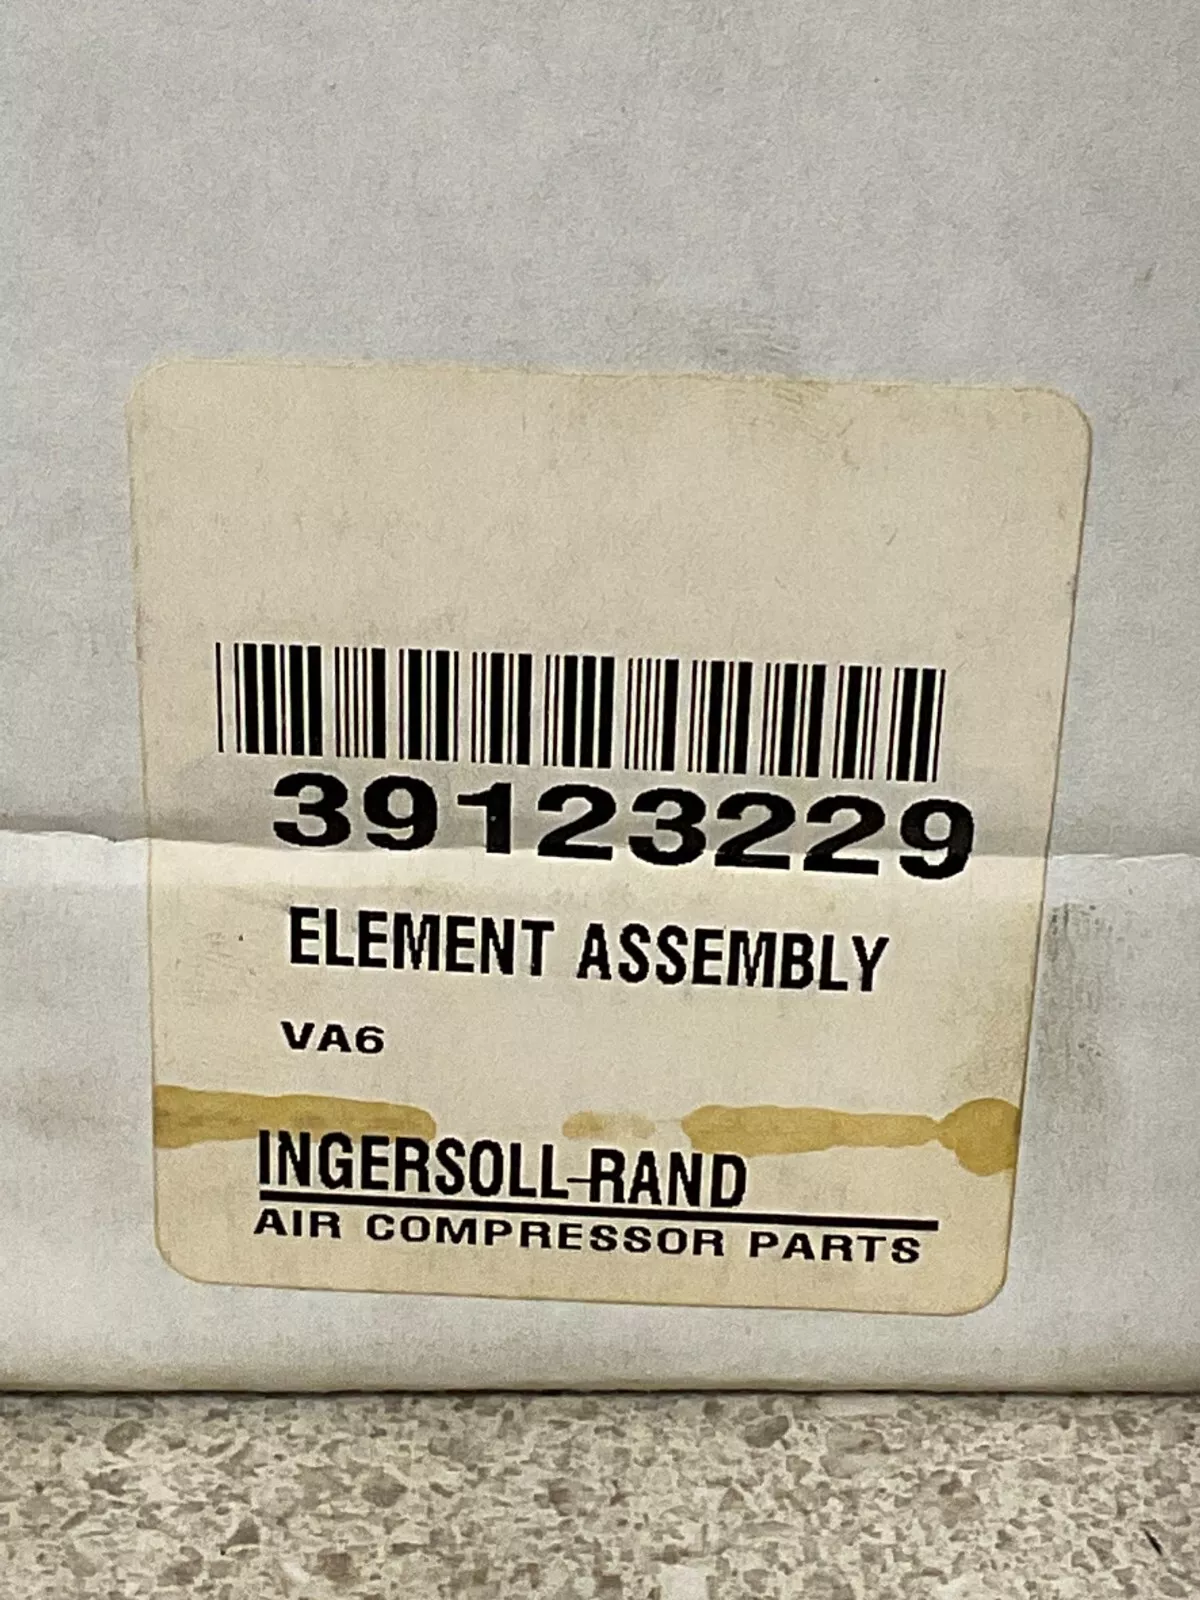 39123229
ELEMENT ASSEMBLY
VA6
INGERSOLL-RAND
AIR COMPRESSOR PARTS